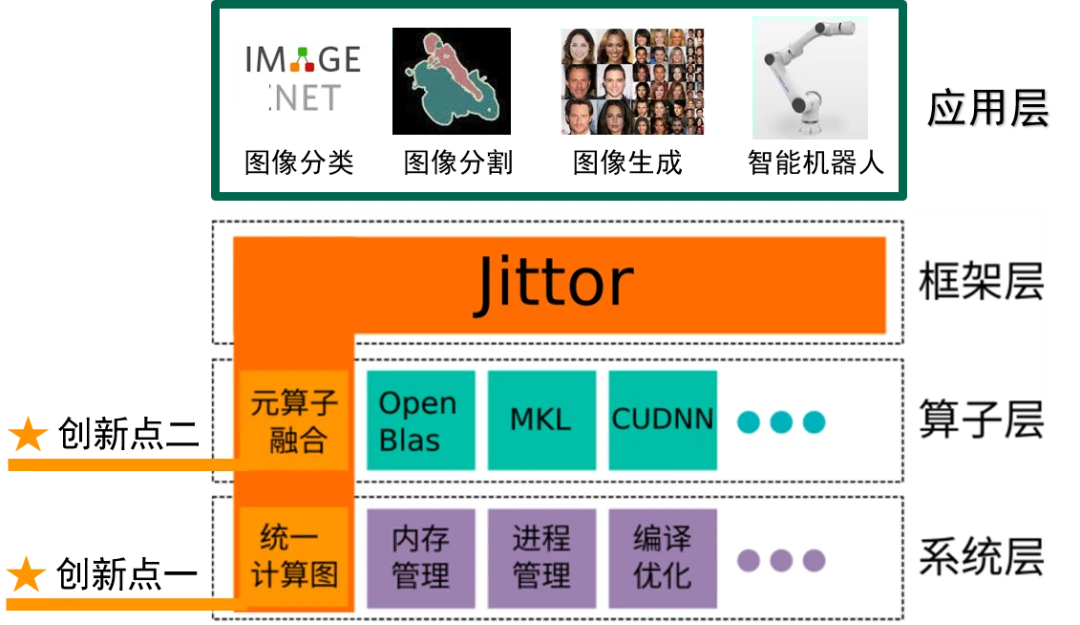 IMAGE
NET
图像分类
图像分割
图像生成
智能机器人
应用层
Jittor
框架层
创新点二
元算子
融合
Open
Blas
MKL
CUDNN
算子层
创新点一
统一
计算图
内存
管理
进程
管理
编译
优化
系统层